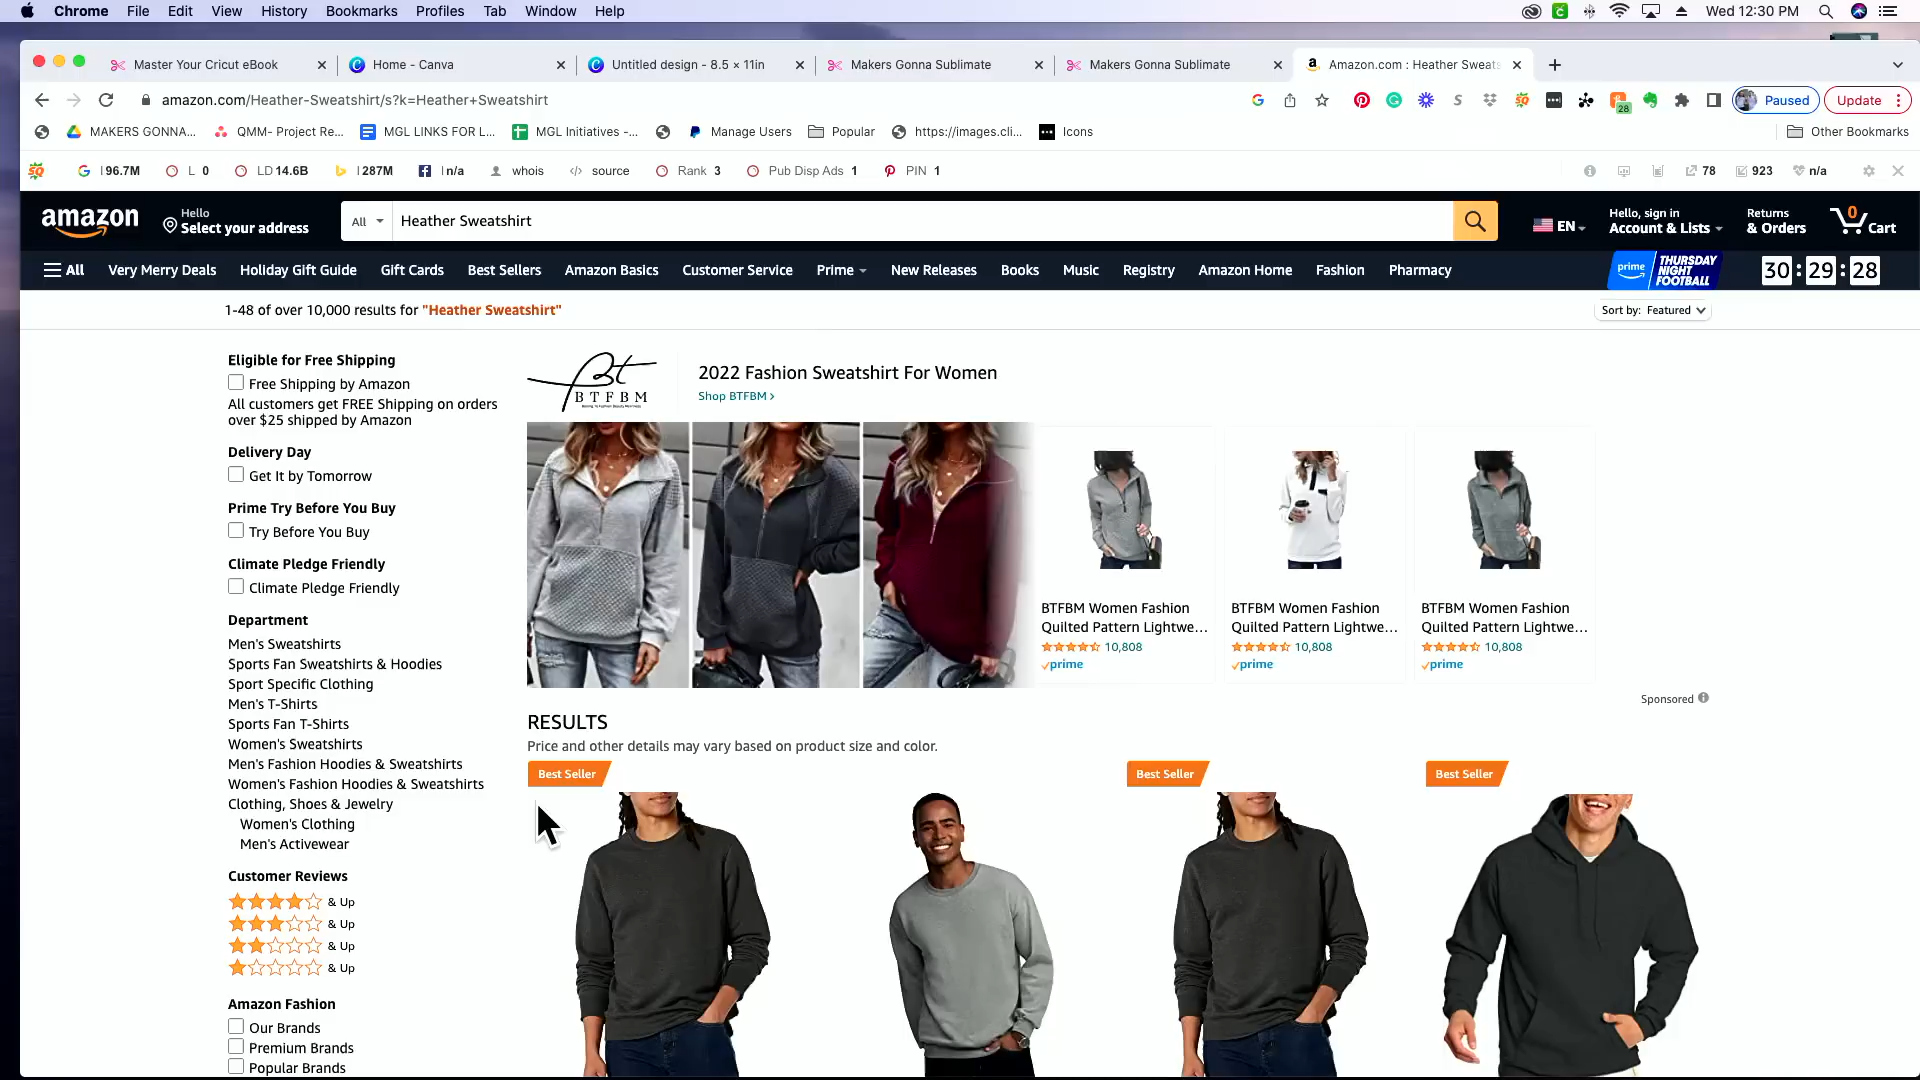 Chrome File Edit View History Bookmarks Profiles Tab Window Help Wed 12:30 PM
Master Your Cricut eBook Home - Canva Untitled design - 8.5 × 11in Makers Gonna Sublimate Makers Gonna Sublimate Amazon.com : Heather Sweats
amazon.com/Heather-Sweatshirt/s?k=Heather+Sweatshirt 28 Paused Update
MAKERS GONNA... QMM- Project Re... MGL LINKS FOR L... MGL Initiatives -... Manage Users Popular https://images.cli... Icons Other Bookmarks
I 96.7M L 0 LD 14.6B I 287M I n/a whois source Rank 3 Pub Disp Ads 1 PIN 1 78 923 n/a
amazon Hello Select your address All Heather Sweatshirt EN Hello, sign in Account & Lists Returns & Orders 0 Cart
All Very Merry Deals Holiday Gift Guide Gift Cards Best Sellers Amazon Basics Customer Service Prime New Releases Books Music Registry Amazon Home Fashion Pharmacy prime THURSDAY NIGHT FOOTBALL 30 : 29 : 28
1-48 of over 10,000 results for "Heather Sweatshirt" Sort by: Featured
Eligible for Free Shipping
Free Shipping by Amazon
All customers get FREE Shipping on orders
over $25 shipped by Amazon
Delivery Day
Get It by Tomorrow
Prime Try Before You Buy
Try Before You Buy
Climate Pledge Friendly
Climate Pledge Friendly
Department
Men's Sweatshirts
Sports Fan Sweatshirts & Hoodies
Sport Specific Clothing
Men's T-Shirts
Sports Fan T-Shirts
Women's Sweatshirts
Men's Fashion Hoodies & Sweatshirts
Women's Fashion Hoodies & Sweatshirts
Clothing, Shoes & Jewelry
Women's Clothing
Men's Activewear
Customer Reviews
& Up
& Up
& Up
& Up
Amazon Fashion
Our Brands
Premium Brands
Popular Brands
Bt
BTFBM
2022 Fashion Sweatshirt For Women
Shop BTFBM >
BTFBM Women Fashion
Quilted Pattern Lightwe...
10,808
prime
BTFBM Women Fashion
Quilted Pattern Lightwe...
10,808
prime
BTFBM Women Fashion
Quilted Pattern Lightwe...
10,808
prime
Sponsored
RESULTS
Price and other details may vary based on product size and color.
Best Seller Best Seller Best Seller